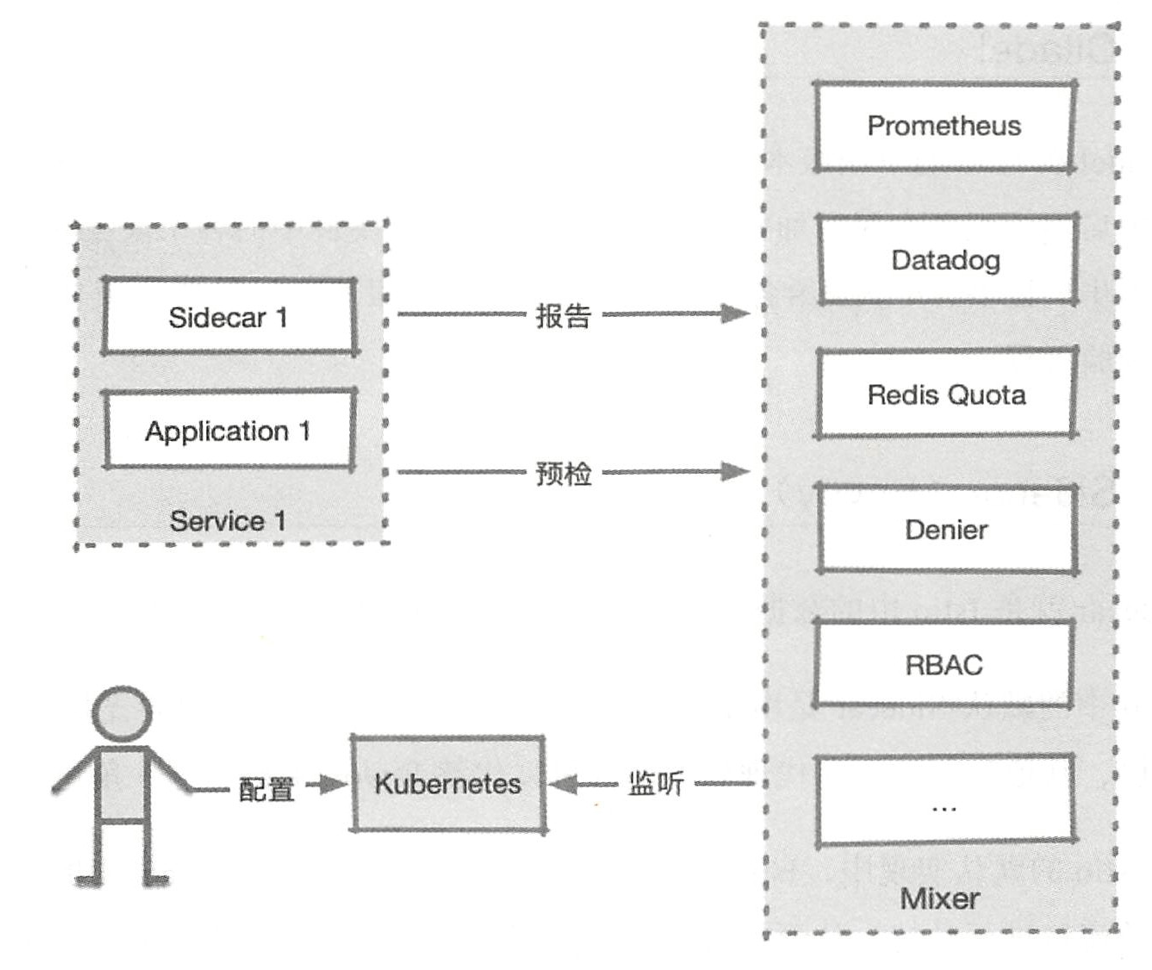 Prometheus
Datadog
Sidecar 1
报告
Redis Quota
Application 1
预检
Service 1
Denier
RBAC
配置
Kubernetes
监听
...
Mixer